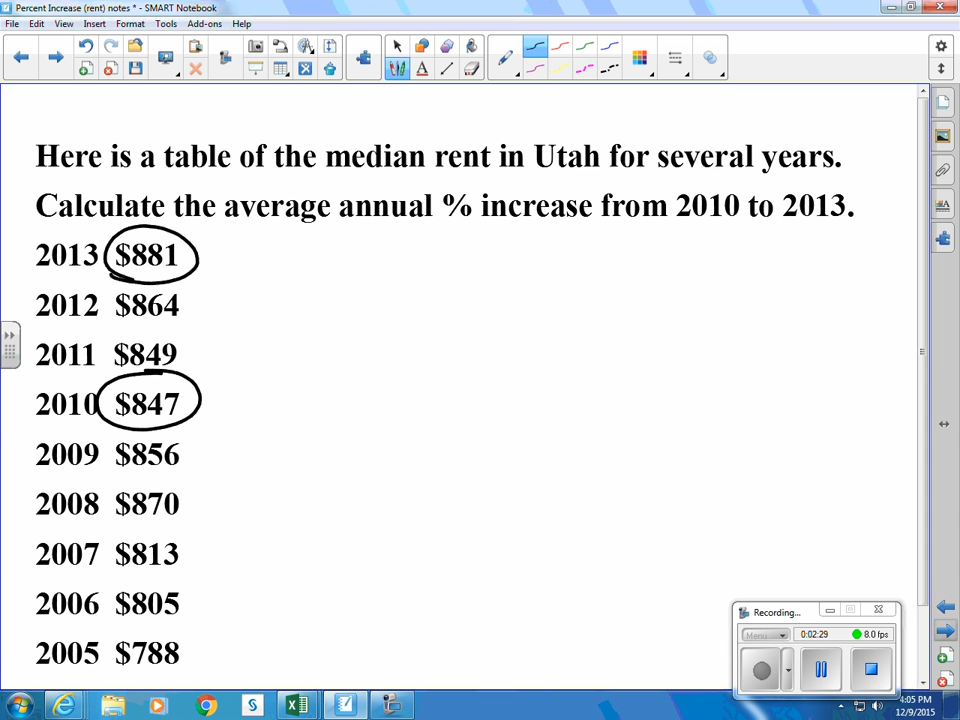 Percent Increase (rent) notes * - SMART Notebook
File Edit View Insert Format Tools Add-ons Help
Here is a table of the median rent in Utah for several years.
Calculate the average annual % increase from 2010 to 2013.
2013 $881
2012 $864
2011 $849
2010 $847
2009 $856
2008 $870
2007 $813
2006 $805
2005 $788
Recording...
Menu 0:02:29 8.0 fps
4:05 PM
12/9/2015